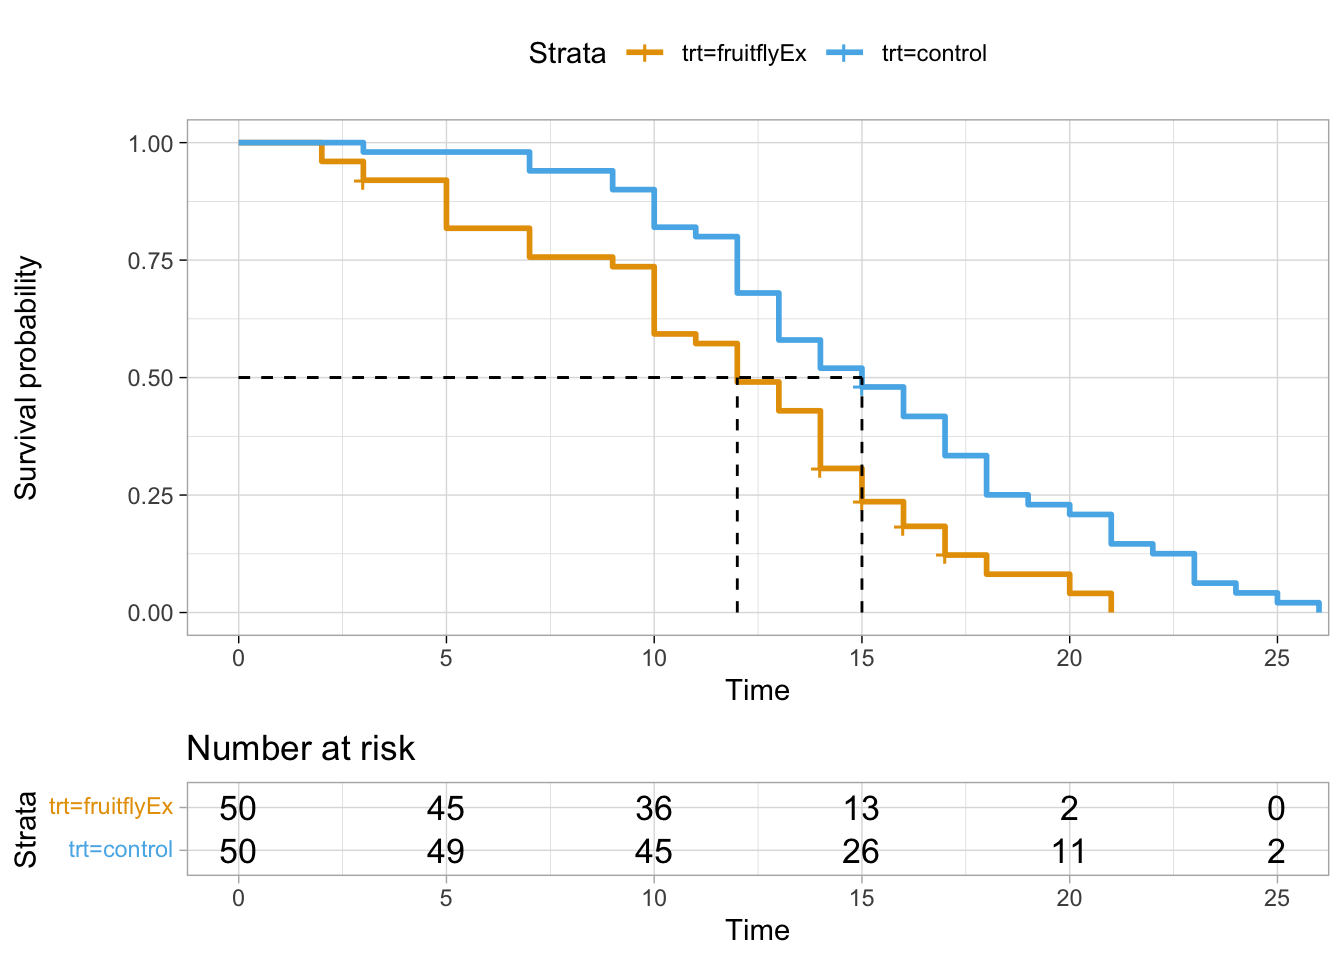 Strata trt=fruitflyEx trt=control
1.00
0.75
0.50
0.25
0.00
Survival probability
0 5 10 15 20 25
Time
Number at risk
Strata
trt=fruitflyEx 50 45 36 13 2 0
trt=control 50 49 45 26 11 2
0 5 10 15 20 25
Time